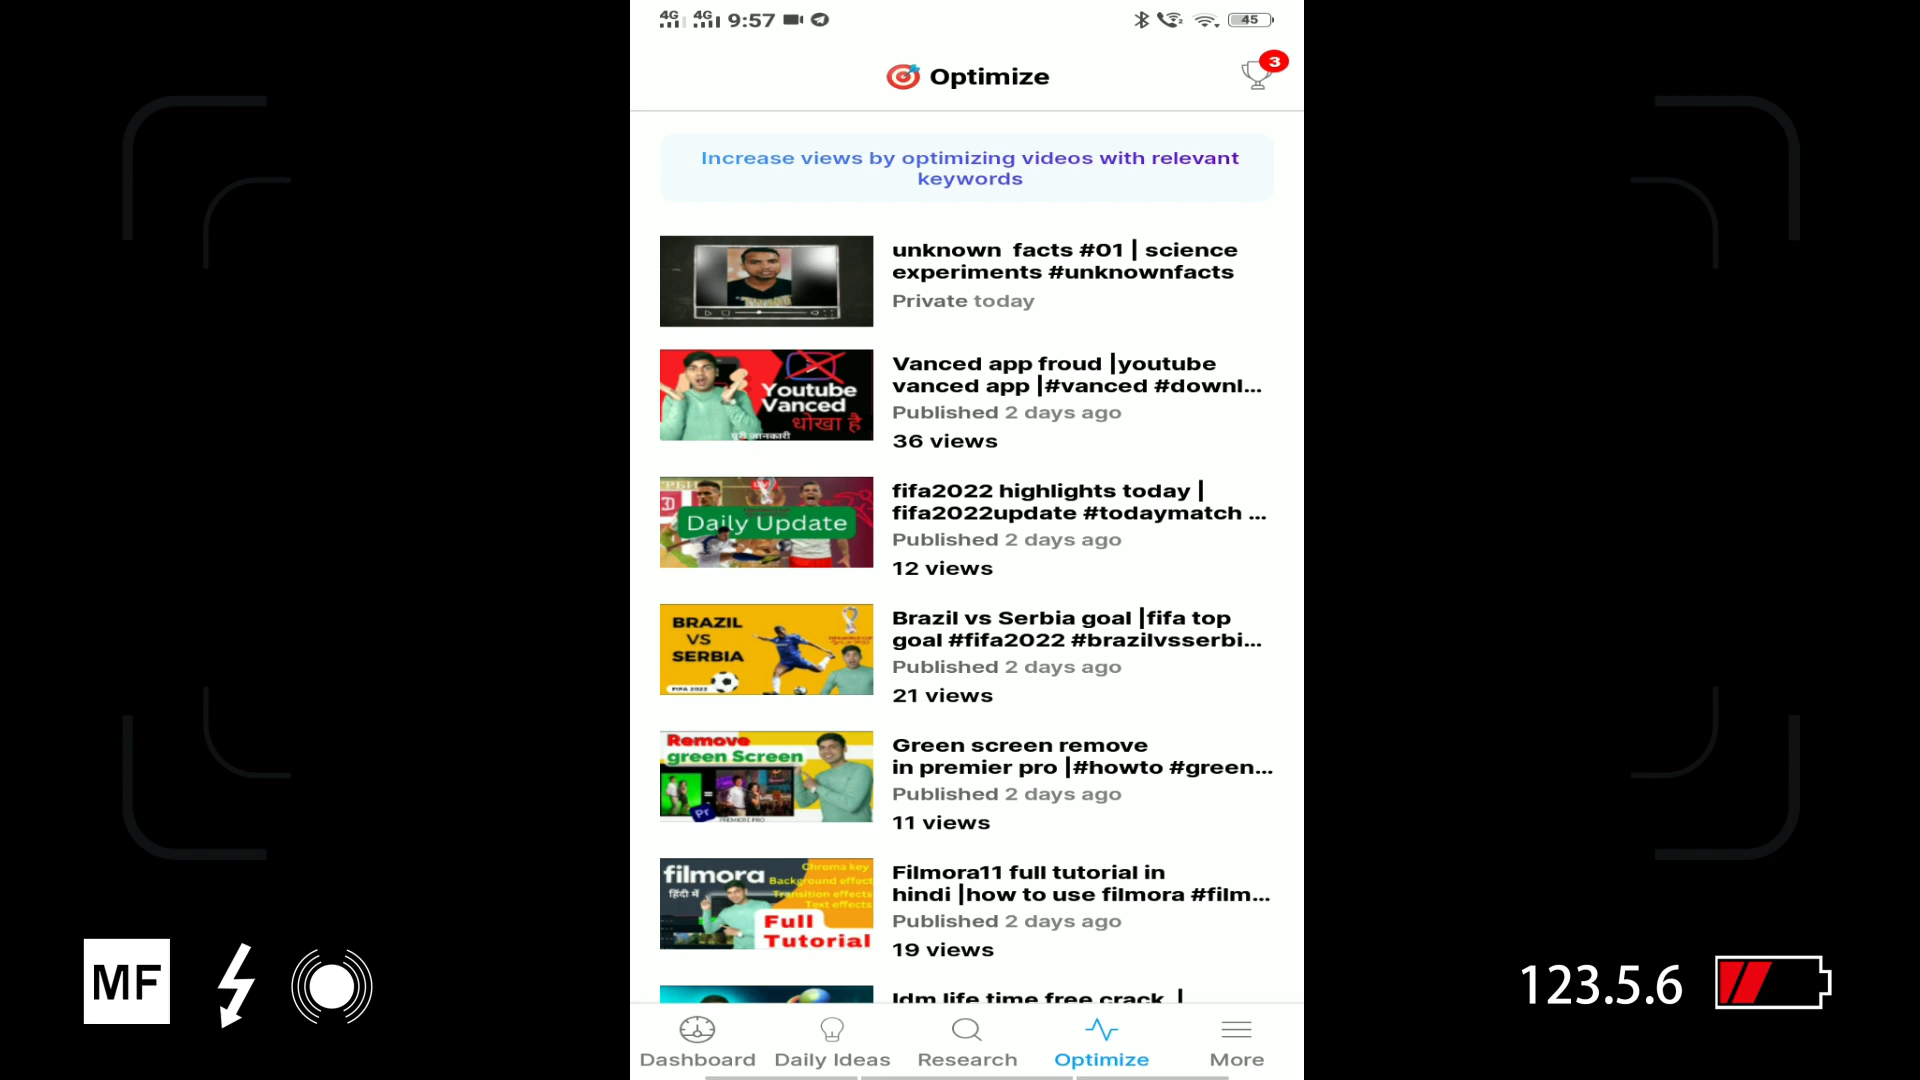 4G 4G 9:57 45
Optimize
3
Increase views by optimizing videos with relevant
keywords
unknown facts #01 | science
experiments #unknownfacts
Private today
Youtube
Vanced
धोखा है
पूरी जानकारी
Vanced app froud |youtube
vanced app |#vanced #downl...
Published 2 days ago
36 views
Daily Update
fifa2022 highlights today |
fifa2022update #todaymatch ...
Published 2 days ago
12 views
BRAZIL
VS
SERBIA
FIFA 2022
Brazil vs Serbia goal |fifa top
goal #fifa2022 #brazilvsserbi...
Published 2 days ago
21 views
Remove
green Screen
Pr
PREMIERE PRO
Green screen remove
in premier pro |#howto #green...
Published 2 days ago
11 views
filmora
हिंदी में
Chroma key
Background effect
Transition effects
Text effects
Full
Tutorial
Filmora11 full tutorial in
hindi |how to use filmora #film...
Published 2 days ago
19 views
Idm life time free crack |
Dashboard Daily Ideas Research Optimize More
MF
123.5.6